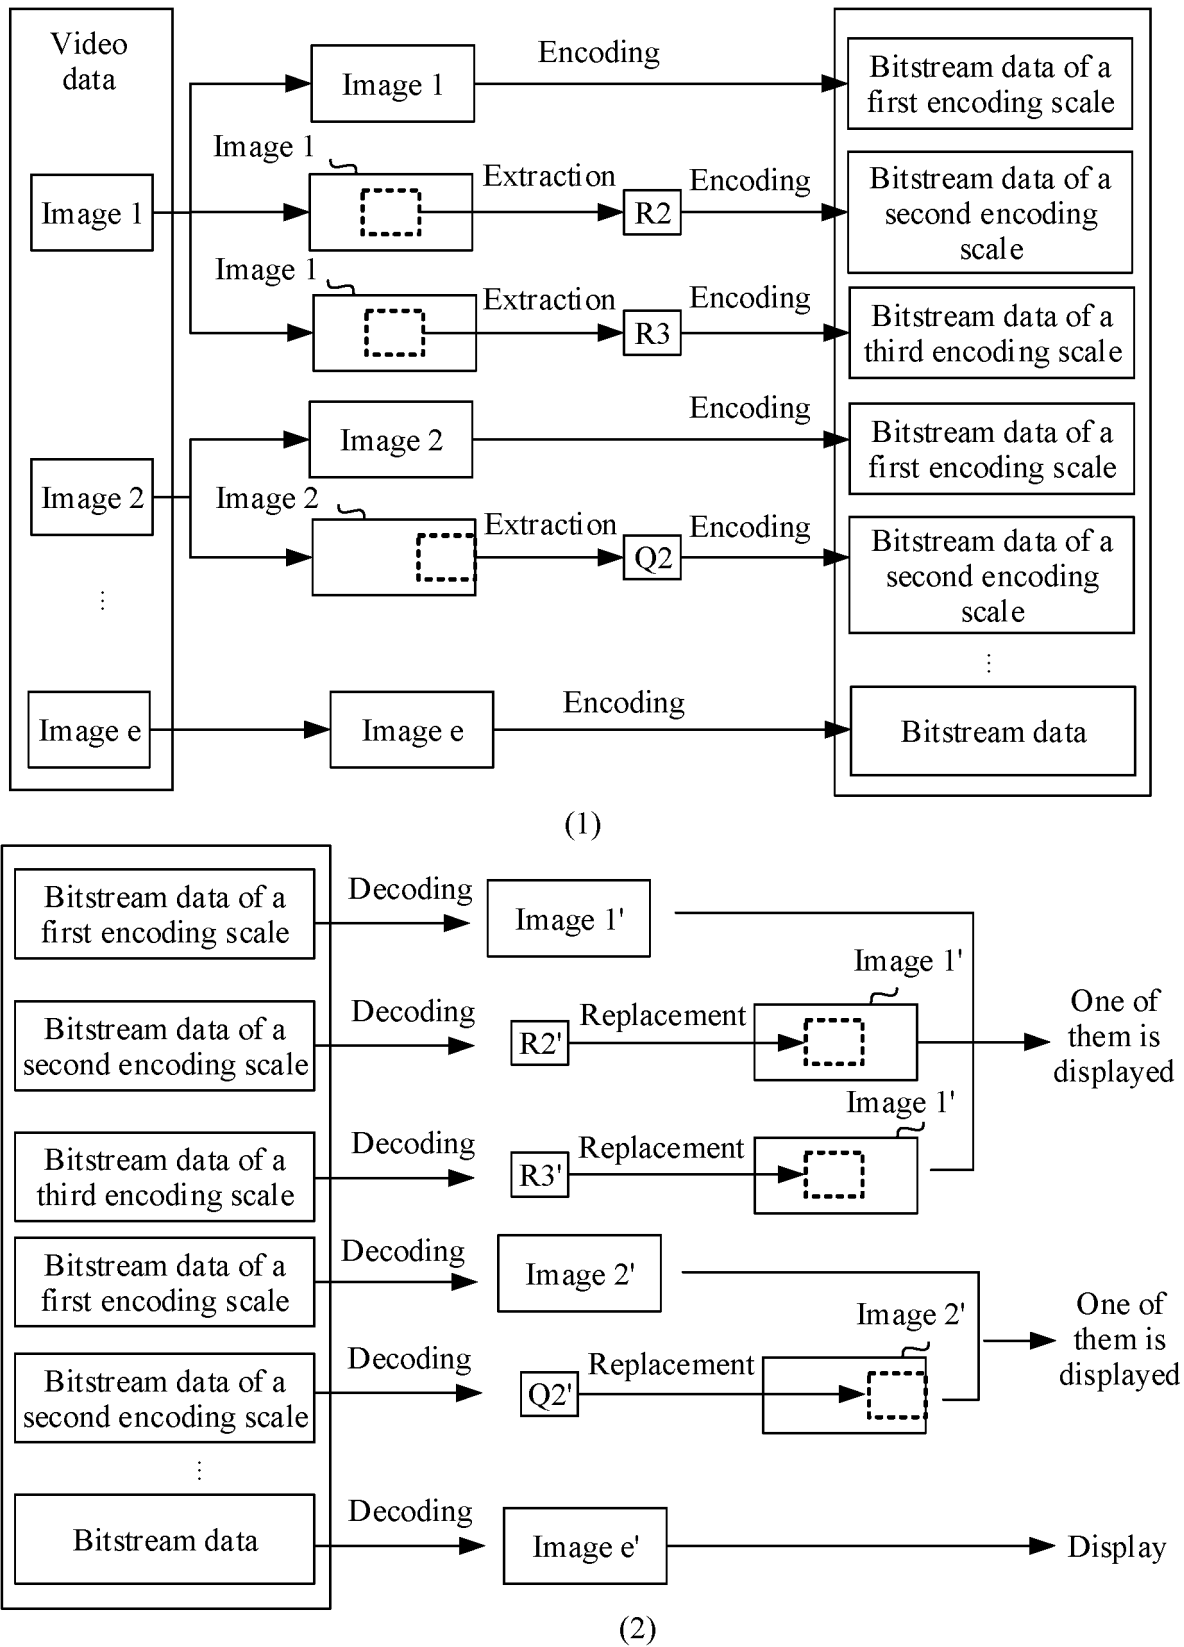 Video
data
Image 1
Encoding
Bitstream data of a
first encoding scale
Image 1
Image 1
Extraction
R2
Encoding
Bitstream data of a
second encoding
scale
Image 1
Extraction
R3
Encoding
Bitstream data of a
third encoding scale
Image 2
Image 2
Encoding
Bitstream data of a
first encoding scale
Image 2
Extraction
Q2
Encoding
Bitstream data of a
second encoding
scale
⋮
⋮
Image e
Image e
Encoding
Bitstream data
(1)
Bitstream data of a
first encoding scale
Decoding
Image 1'
Bitstream data of a
second encoding scale
Decoding
R2'
Replacement
Image 1'
One of
them is
displayed
Bitstream data of a
third encoding scale
Decoding
R3'
Replacement
Image 1'
Bitstream data of a
first encoding scale
Decoding
Image 2'
Bitstream data of a
second encoding scale
Decoding
Q2'
Replacement
Image 2'
One of
them is
displayed
⋮
Bitstream data
Decoding
Image e'
Display
(2)